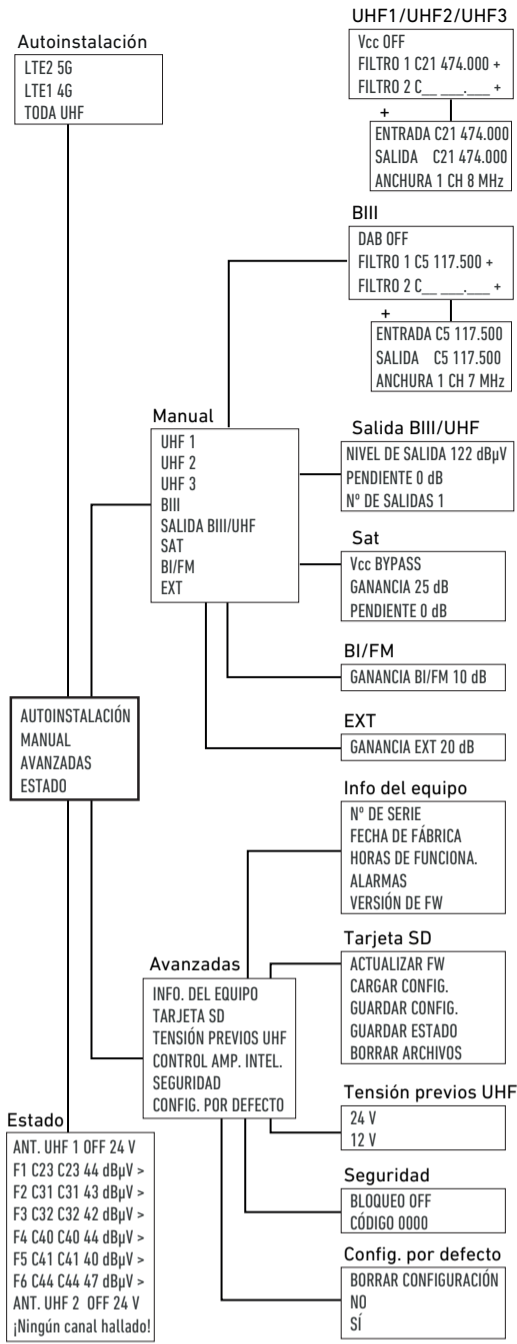 Autoinstalación
LTE2 5G
LTE1 4G
TODA UHF
UHF1/UHF2/UHF3
Vcc OFF
FILTRO 1 C21 474.000 +
FILTRO 2 C__ ___.___ +
+
ENTRADA C21 474.000
SALIDA C21 474.000
ANCHURA 1 CH 8 MHz
BIII
DAB OFF
FILTRO 1 C5 117.500 +
FILTRO 2 C__ ___.___ +
+
ENTRADA C5 117.500
SALIDA C5 117.500
ANCHURA 1 CH 7 MHz
Manual
UHF 1
UHF 2
UHF 3
BIII
SALIDA BIII/UHF
SAT
BI/FM
EXT
Salida BIII/UHF
NIVEL DE SALIDA 122 dBµV
PENDIENTE 0 dB
Nº DE SALIDAS 1
Sat
Vcc BYPASS
GANANCIA 25 dB
PENDIENTE 0 dB
BI/FM
GANANCIA BI/FM 10 dB
EXT
GANANCIA EXT 20 dB
AUTOINSTALACIÓN
MANUAL
AVANZADAS
ESTADO
Info del equipo
Nº DE SERIE
FECHA DE FÁBRICA
HORAS DE FUNCIONA.
ALARMAS
VERSIÓN DE FW
Avanzadas
INFO. DEL EQUIPO
TARJETA SD
TENSIÓN PREVIOS UHF
CONTROL AMP. INTEL.
SEGURIDAD
CONFIG. POR DEFECTO
Tarjeta SD
ACTUALIZAR FW
CARGAR CONFIG.
GUARDAR CONFIG.
GUARDAR ESTADO
BORRAR ARCHIVOS
Tensión previos UHF
24 V
12 V
Seguridad
BLOQUEO OFF
CÓDIGO 0000
Config. por defecto
BORRAR CONFIGURACIÓN
NO
SÍ
Estado
ANT. UHF 1 OFF 24 V
F1 C23 C23 44 dBµV >
F2 C31 C31 43 dBµV >
F3 C32 C32 42 dBµV >
F4 C40 C40 44 dBµV >
F5 C41 C41 40 dBµV >
F6 C44 C44 47 dBµV >
ANT. UHF 2 OFF 24 V
¡Ningún canal hallado!